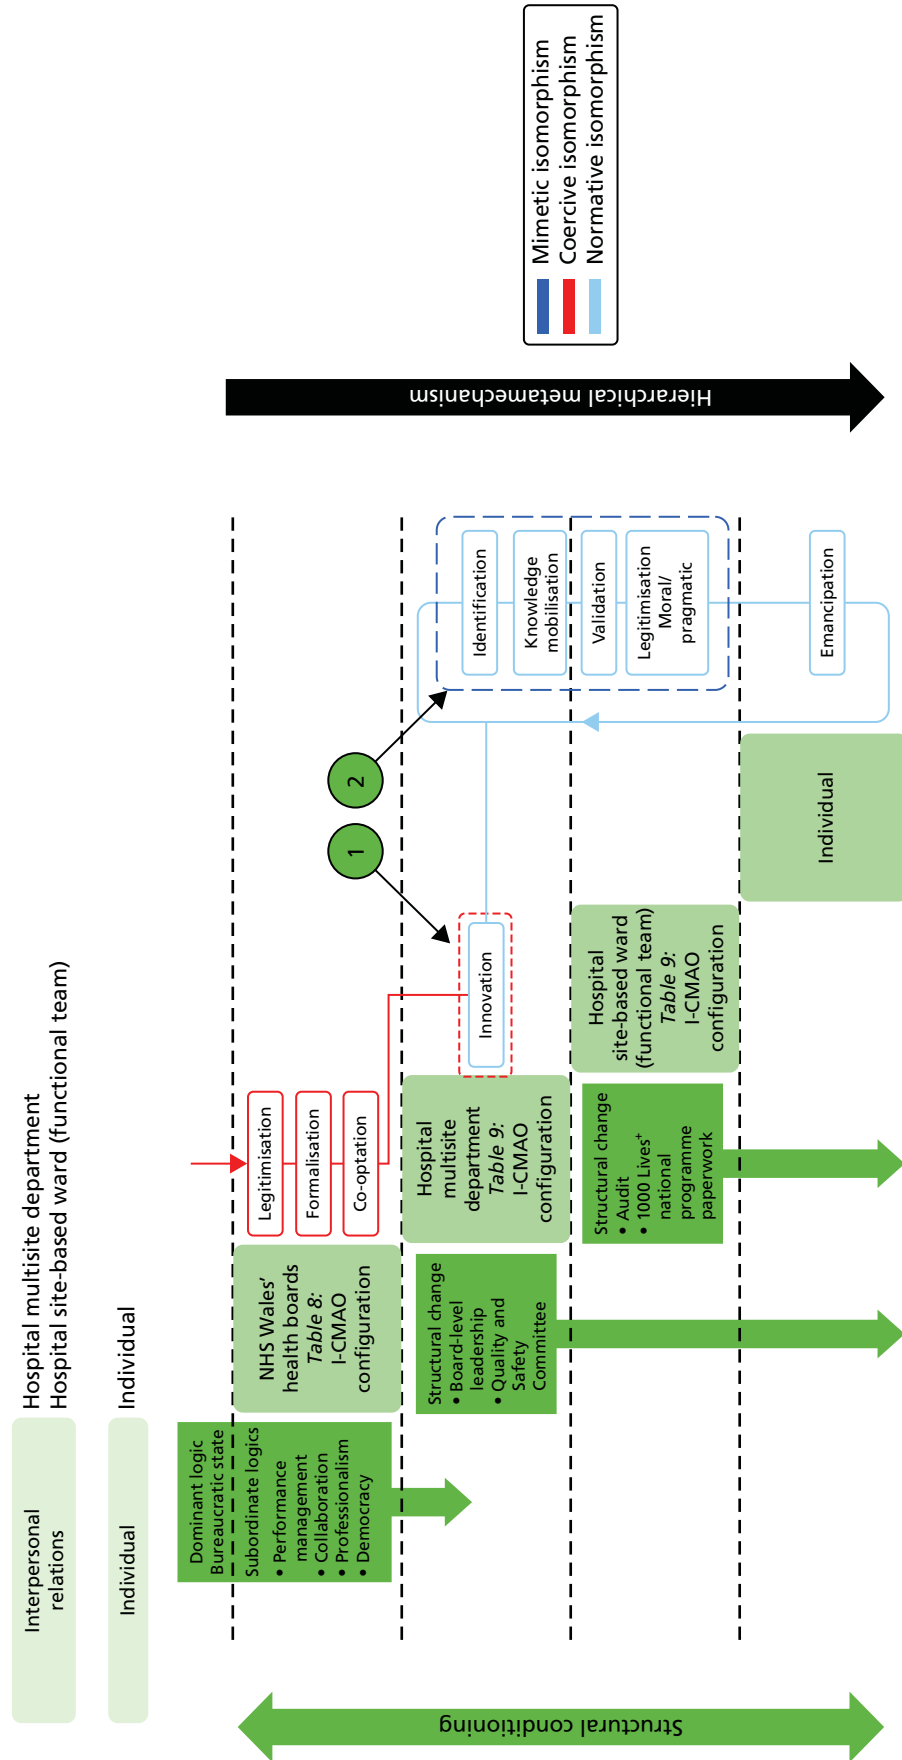 Interpersonal
relations
Hospital multisite department
Hospital site-based ward (functional team)
Individual
Individual
Dominant logic
Bureaucratic state
Subordinate logics
• Performance
management
• Collaboration
• Professionalism
• Democracy
NHS Wales'
health boards
Table 8:
I-CMAO
configuration
Legitimisation
Formalisation
Co-optation
Structural change
• Board-level
leadership
• Quality and
Safety
Committee
Hospital
multisite
department
Table 9:
I-CMAO
configuration
Innovation
1
2
Identification
Knowledge
mobilisation
Validation
Legitimisation
Moral/
pragmatic
Structural change
• Audit
• 1000 Lives+
national
programme
paperwork
Hospital
site-based ward
(functional team)
Table 9:
I-CMAO
configuration
Individual
Emancipation
Structural conditioning
Hierarchical metamechanism
Mimetic isomorphism
Coercive isomorphism
Normative isomorphism